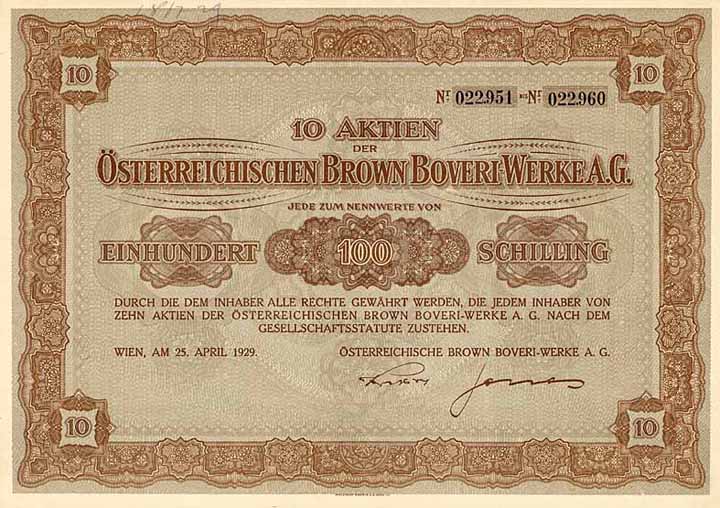 10 10
Nr 022.951 BIS Nr 022.960
10 AKTIEN
DER
ÖSTERREICHISCHEN BROWN BOVERI-WERKE A.G.
JEDE ZUM NENNWERTE VON
EINHUNDERT 100 SCHILLING
DURCH DIE DEM INHABER ALLE RECHTE GEWÄHRT WERDEN, DIE JEDEM INHABER VON
ZEHN AKTIEN DER ÖSTERREICHISCHEN BROWN BOVERI-WERKE A. G. NACH DEM
GESELLSCHAFTSSTATUTE ZUSTEHEN.
WIEN, AM 25. APRIL 1929. ÖSTERREICHISCHE BROWN BOVERI-WERKE A. G.
10 10